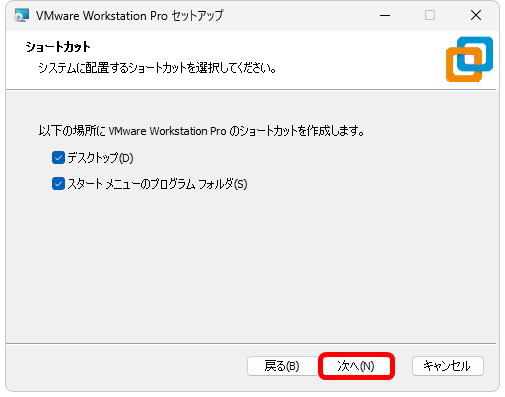 VMware Workstation Pro セットアップ
ショートカット
システムに配置するショートカットを選択してください。
以下の場所に VMware Workstation Pro のショートカットを作成します。
デスクトップ(D)
スタート メニューのプログラム フォルダ(S)
戻る(B)
次へ(N)
キャンセル